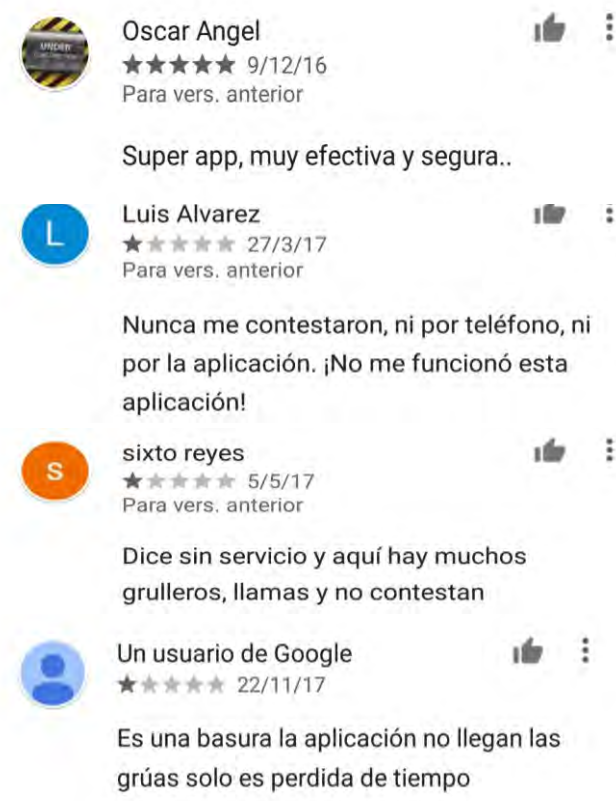 UNDER
Oscar Angel
9/12/16
Para vers. anterior
Super app, muy efectiva y segura..
L
Luis Alvarez
27/3/17
Para vers. anterior
Nunca me contestaron, ni por teléfono, ni
por la aplicación. ¡No me funcionó esta
aplicación!
S
sixto reyes
5/5/17
Para vers. anterior
Dice sin servicio y aquí hay muchos
grulleros, llamas y no contestan
Un usuario de Google
22/11/17
Es una basura la aplicación no llegan las
grúas solo es perdida de tiempo